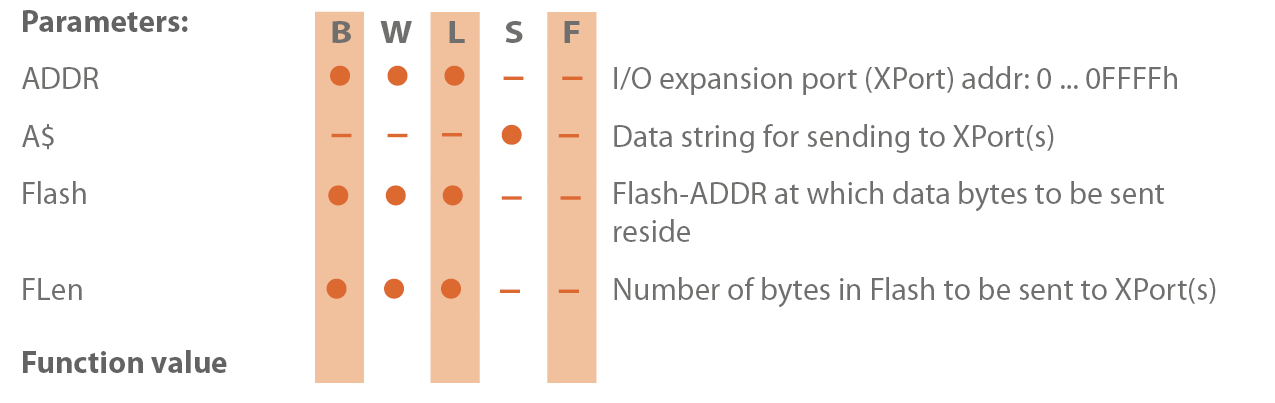 Parameters: B W L S F
ADDR ● ● ● – – I/O expansion port (XPort) addr: 0 ... 0FFFFh
A$ – – – ● – Data string for sending to XPort(s)
Flash ● ● ● – – Flash-ADDR at which data bytes to be sent
reside
FLen ● ● ● – – Number of bytes in Flash to be sent to XPort(s)
Function value